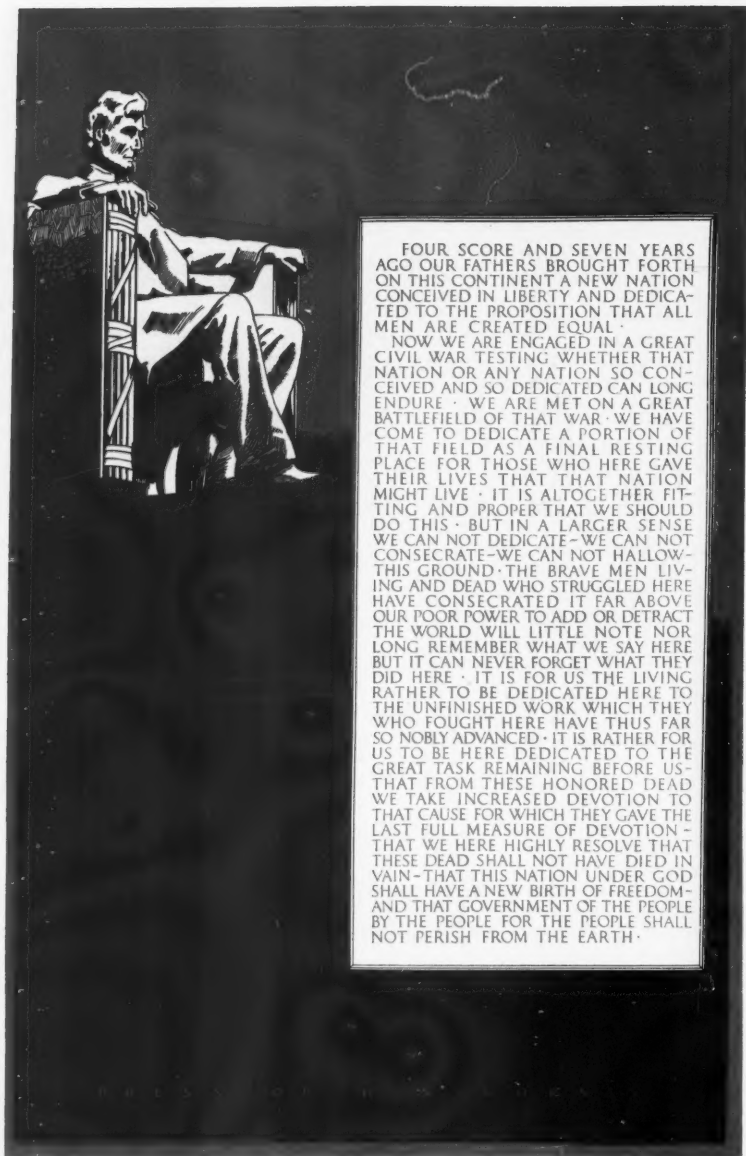 FOUR SCORE AND SEVEN YEARS
AGO OUR FATHERS BROUGHT FORTH
ON THIS CONTINENT A NEW NATION
CONCEIVED IN LIBERTY AND DEDICA-
TED TO THE PROPOSITION THAT ALL
MEN ARE CREATED EQUAL ·
NOW WE ARE ENGAGED IN A GREAT
CIVIL WAR TESTING WHETHER THAT
NATION OR ANY NATION SO CON-
CEIVED AND SO DEDICATED CAN LONG
ENDURE · WE ARE MET ON A GREAT
BATTLEFIELD OF THAT WAR · WE HAVE
COME TO DEDICATE A PORTION OF
THAT FIELD AS A FINAL RESTING
PLACE FOR THOSE WHO HERE GAVE
THEIR LIVES THAT THAT NATION
MIGHT LIVE · IT IS ALTOGETHER FIT-
TING AND PROPER THAT WE SHOULD
DO THIS · BUT IN A LARGER SENSE
WE CAN NOT DEDICATE-WE CAN NOT
CONSECRATE-WE CAN NOT HALLOW-
THIS GROUND · THE BRAVE MEN LIV-
ING AND DEAD WHO STRUGGLED HERE
HAVE CONSECRATED IT FAR ABOVE
OUR POOR POWER TO ADD OR DETRACT
THE WORLD WILL LITTLE NOTE NOR
LONG REMEMBER WHAT WE SAY HERE
BUT IT CAN NEVER FORGET WHAT THEY
DID HERE · IT IS FOR US THE LIVING
RATHER TO BE DEDICATED HERE TO
THE UNFINISHED WORK WHICH THEY
WHO FOUGHT HERE HAVE THUS FAR
SO NOBLY ADVANCED · IT IS RATHER FOR
US TO BE HERE DEDICATED TO THE
GREAT TASK REMAINING BEFORE US-
THAT FROM THESE HONORED DEAD
WE TAKE INCREASED DEVOTION TO
THAT CAUSE FOR WHICH THEY GAVE THE
LAST FULL MEASURE OF DEVOTION -
THAT WE HERE HIGHLY RESOLVE THAT
THESE DEAD SHALL NOT HAVE DIED IN
VAIN-THAT THIS NATION UNDER GOD
SHALL HAVE A NEW BIRTH OF FREEDOM-
AND THAT GOVERNMENT OF THE PEOPLE
BY THE PEOPLE FOR THE PEOPLE SHALL
NOT PERISH FROM THE EARTH ·
PRESS OF